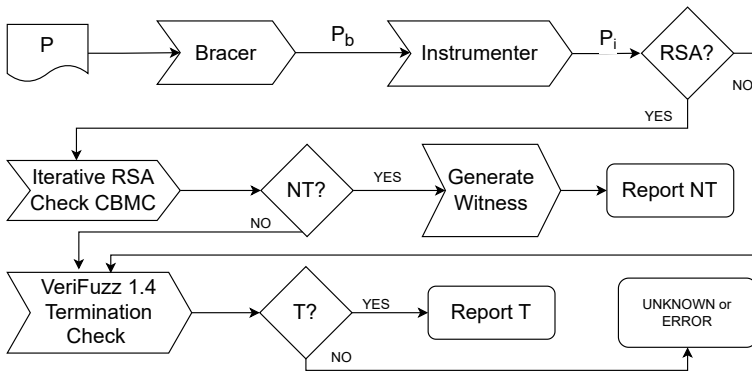 P
Bracer
P_b
Instrumenter
P_i
RSA?
NO
YES
Iterative RSA
Check CBMC
NT?
YES
Generate
Witness
Report NT
NO
VeriFuzz 1.4
Termination
Check
T?
YES
Report T
UNKNOWN or
ERROR
NO